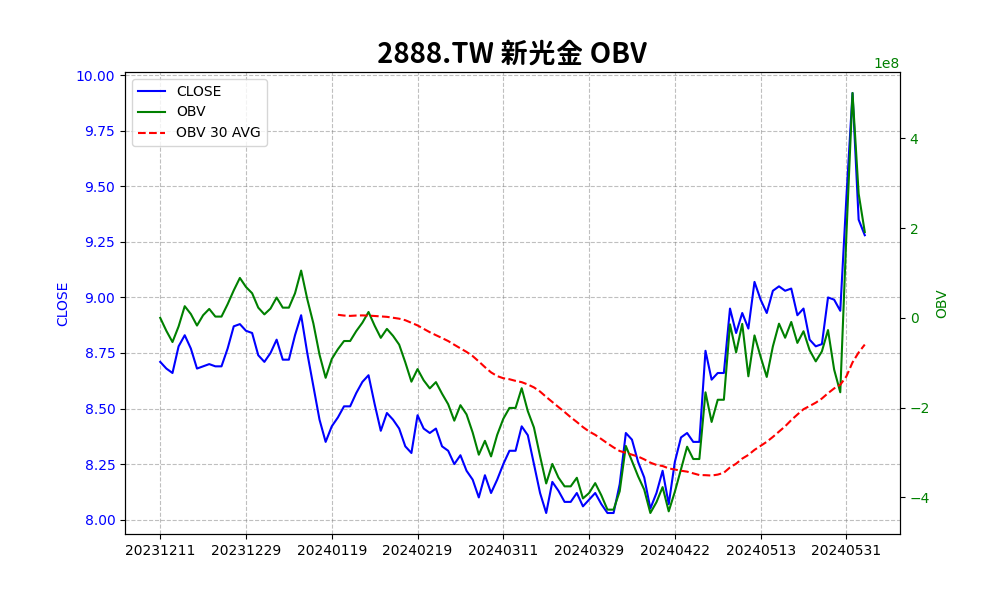 2888.TW 新光金 OBV
1e8
CLOSE
OBV
OBV 30 AVG
10.00
9.75
9.50
9.25
9.00
8.75
8.50
8.25
8.00
CLOSE
4
2
0
−2
−4
OBV
20231211 20231229 20240119 20240219 20240311 20240329 20240422 20240513 20240531